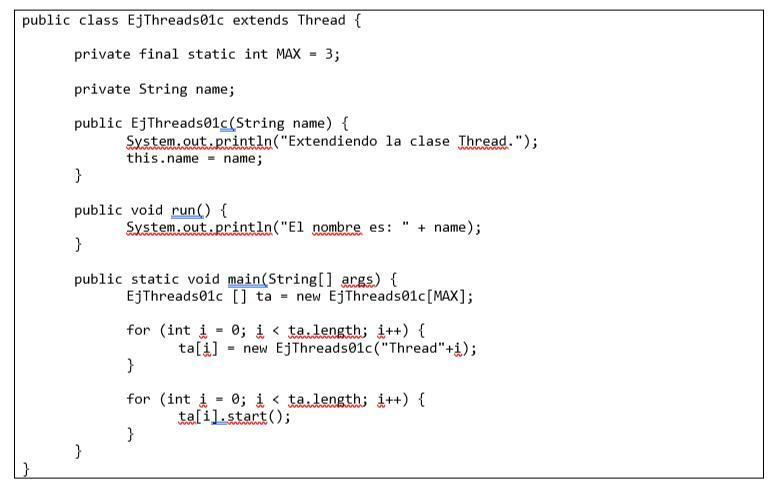 public class EjThreads01c extends Thread {
private final static int MAX = 3;
private String name;
public EjThreads01c(String name) {
System.out.println("Extendiendo la clase Thread.");
this.name = name;
}
public void run() {
System.out.println("El nombre es: " + name);
}
public static void main(String[] args) {
EjThreads01c [] ta = new EjThreads01c[MAX];
for (int i = 0; i < ta.length; i++) {
ta[i] = new EjThreads01c("Thread"+i);
}
for (int i = 0; i < ta.length; i++) {
ta[i].start();
}
}
}